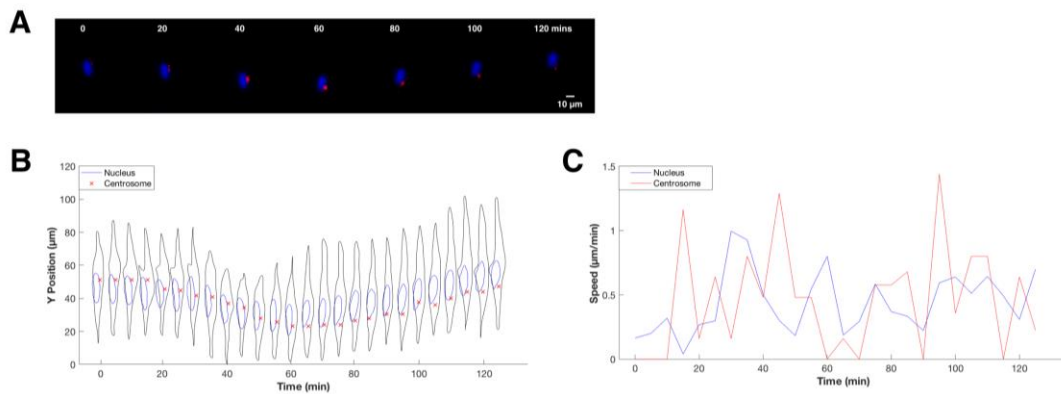 A
0 20 40 60 80 100 120 mins
10 µm
B
Nucleus
Centrosome
120
100
80
60
40
20
0
Y Position (µm)
0 20 40 60 80 100 120
Time (min)
C
Nucleus
Centrosome
1.5
1
0.5
0
Speed (µm/min)
0 20 40 60 80 100 120
Time (min)